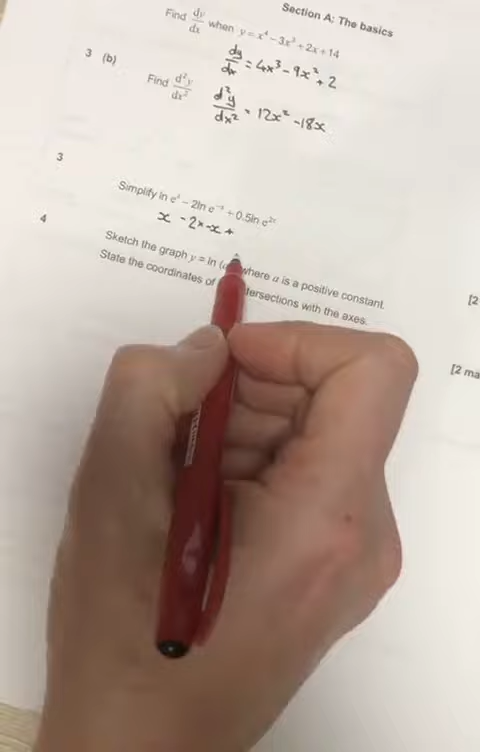 Section A: The basics
Find dy/dx when y = x⁴ − 3x³ + 2x + 14
dy/dx = 4x³ − 9x² + 2
3 (b)
Find d²y/dx²
d²y/dx² = 12x² − 18x
3
Simplify ln eˣ − 2ln e⁻ˣ + 0.5ln e²ˣ
x − 2x − x +
4
Sketch the graph y = ln ( where a is a positive constant.
State the coordinates of tersections with the axes.
[2
[2 ma